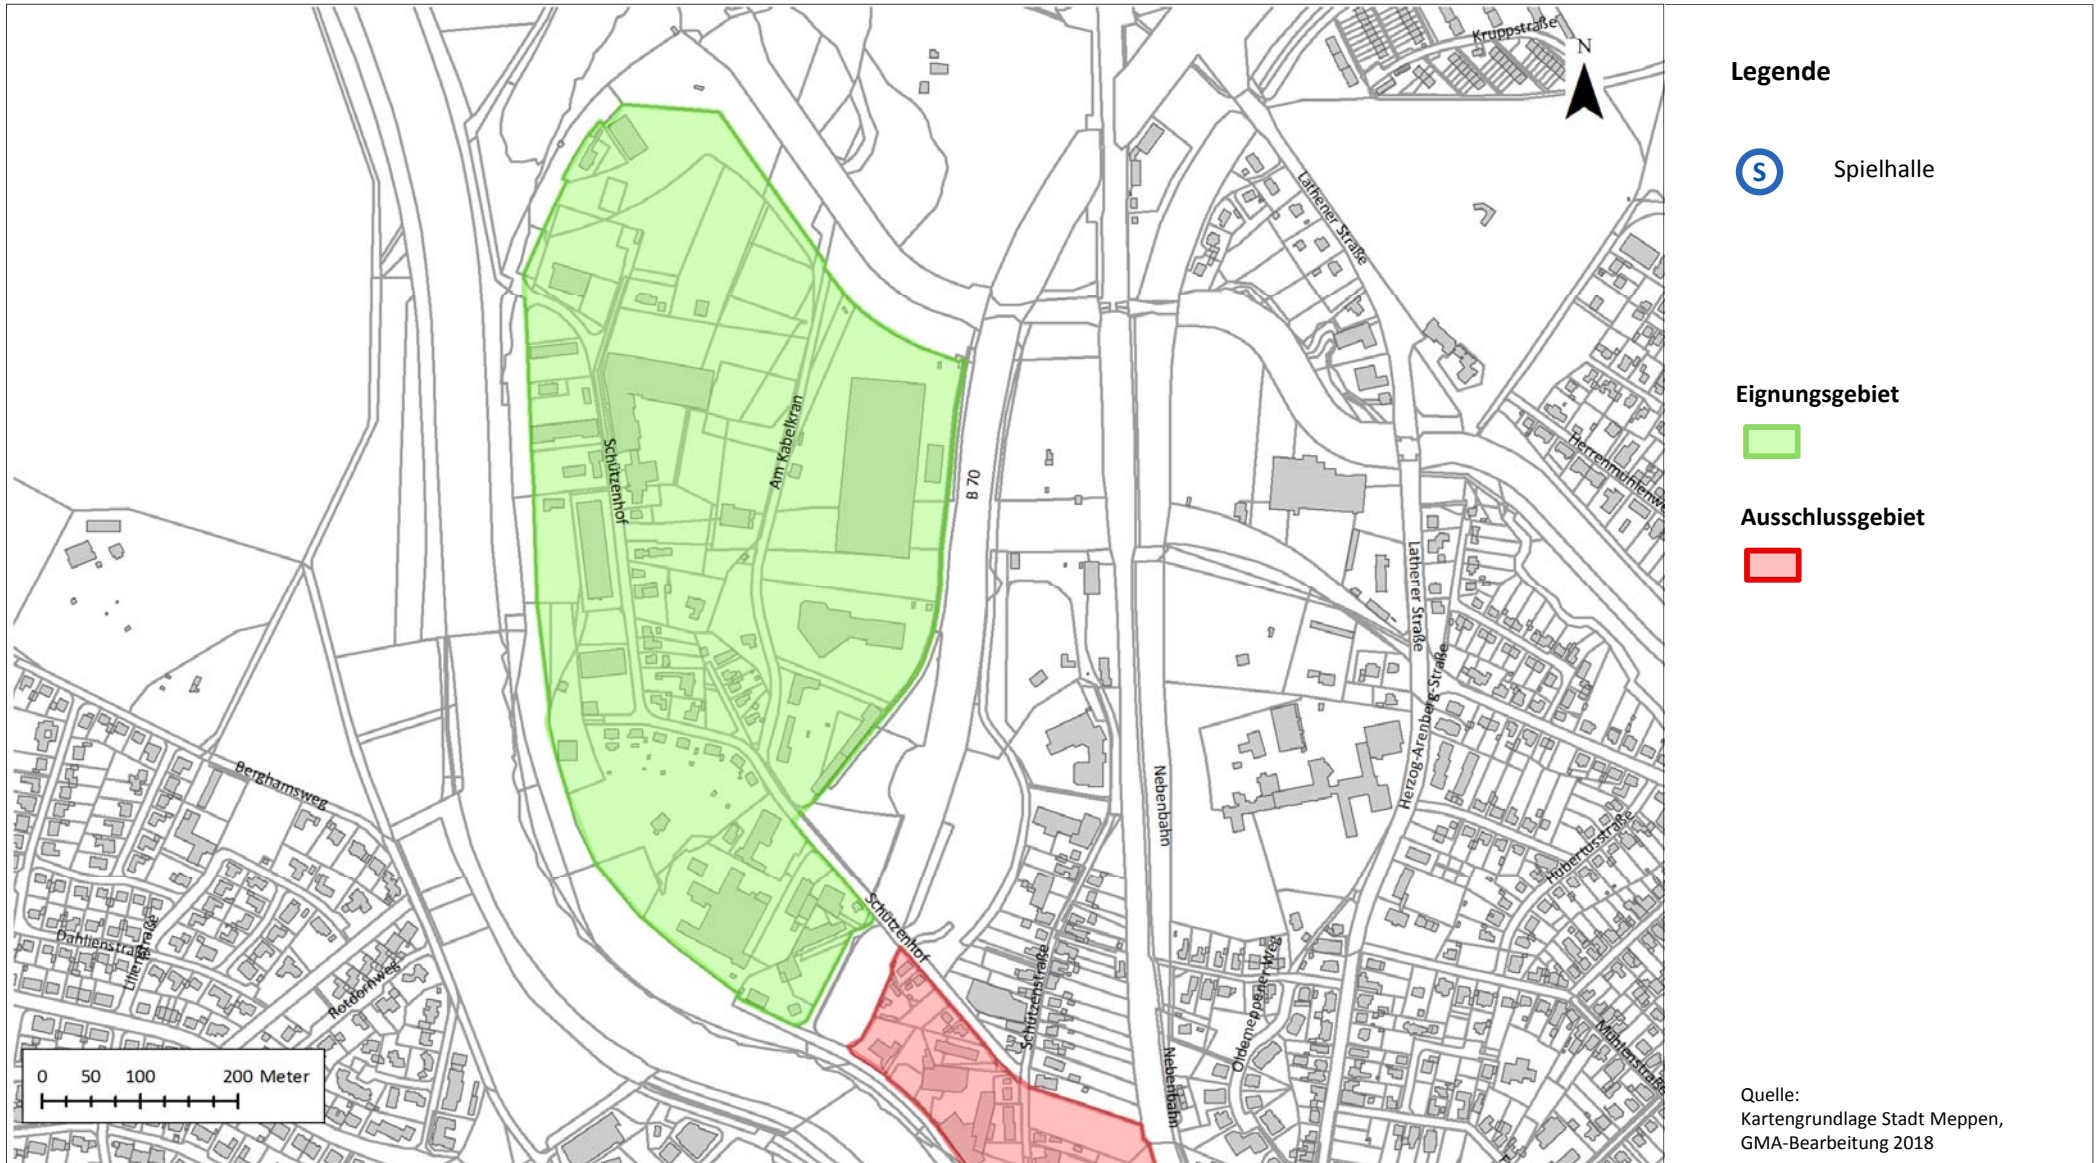 Kruppstraße
N
Lathener Straße
Herrenmühlenwe
Schützenhof
Am Kabelkran
B 70
Lathener Straße
Herzog-Arenberg-Straße
Berghamsweg
Nebenbahn
Hubertusstraße
Dahlienstraße
Lilienstraße
Rotdornweg
Schützenhof
Schützenstraße
Oldemeppener Weg
Nebenbahn
Mühlenstraße
0 50 100 200 Meter
Legende
S Spielhalle
Eignungsgebiet
Ausschlussgebiet
Quelle:
Kartengrundlage Stadt Meppen,
GMA-Bearbeitung 2018